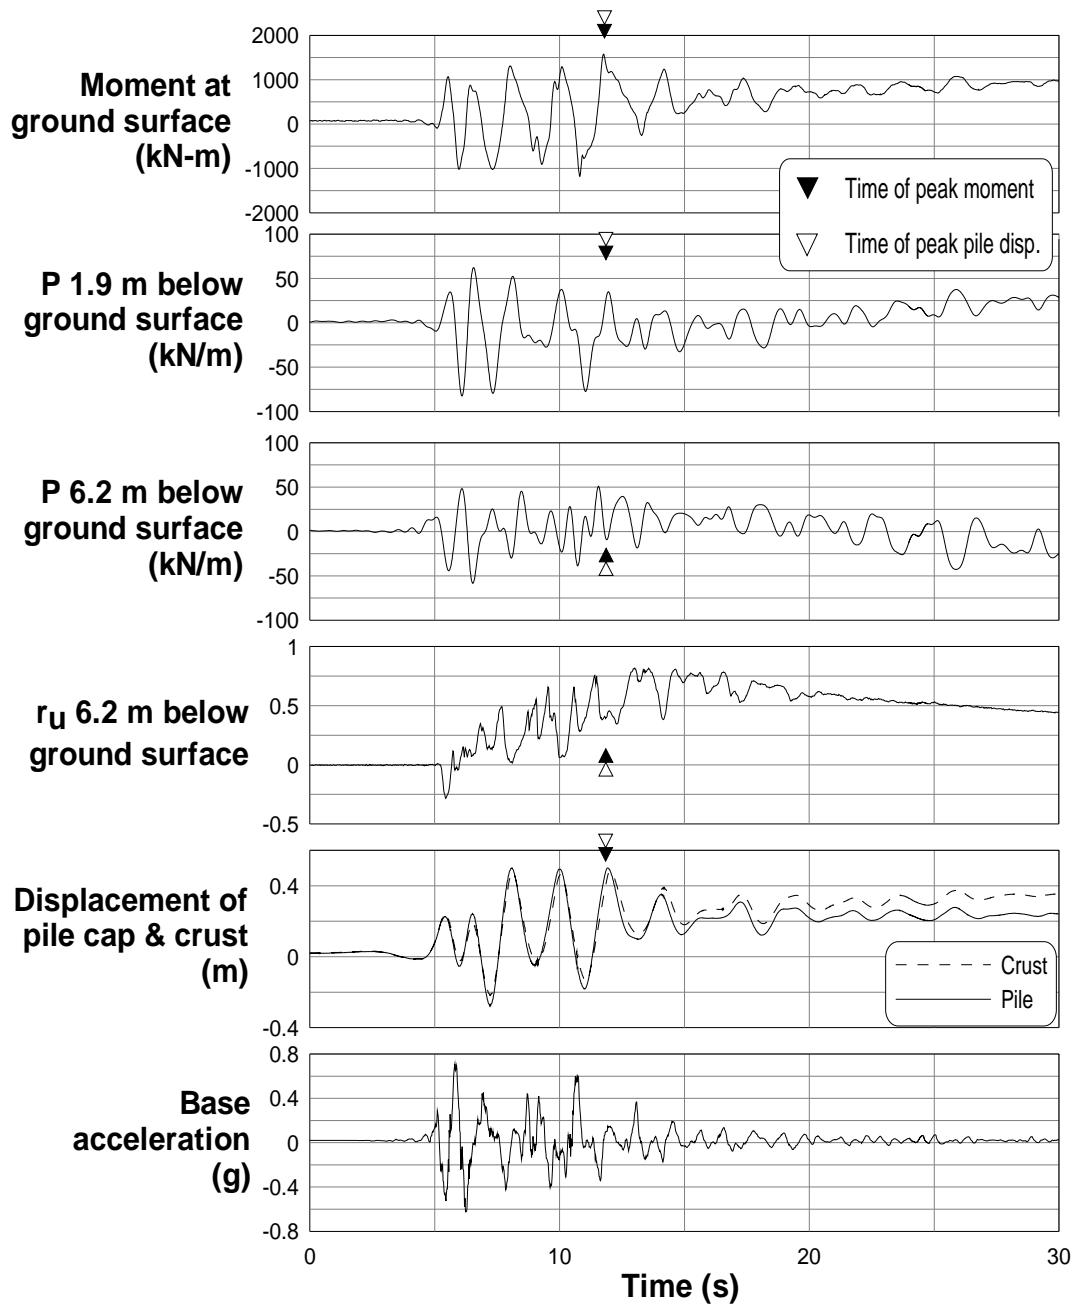 Moment at
ground surface
(kN-m)
2000
1000
0
-1000
-2000
Time of peak moment
Time of peak pile disp.
P 1.9 m below
ground surface
(kN/m)
100
50
0
-50
-100
P 6.2 m below
ground surface
(kN/m)
100
50
0
-50
-100
ru 6.2 m below
ground surface
1
0.5
0
-0.5
Displacement of
pile cap & crust
(m)
0.4
0
-0.4
Crust
Pile
Base
acceleration
(g)
0.8
0.4
0
-0.4
-0.8
0 10 20 30
Time (s)